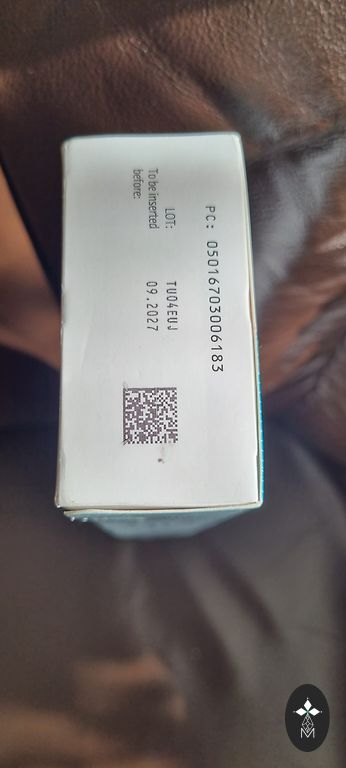 PC: 05016703006183
LOT: TU04EUJ
To be inserted 09.2027
before:
M